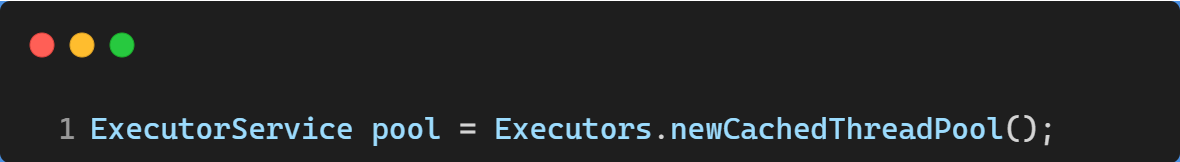 1 ExecutorService pool = Executors.newCachedThreadPool();